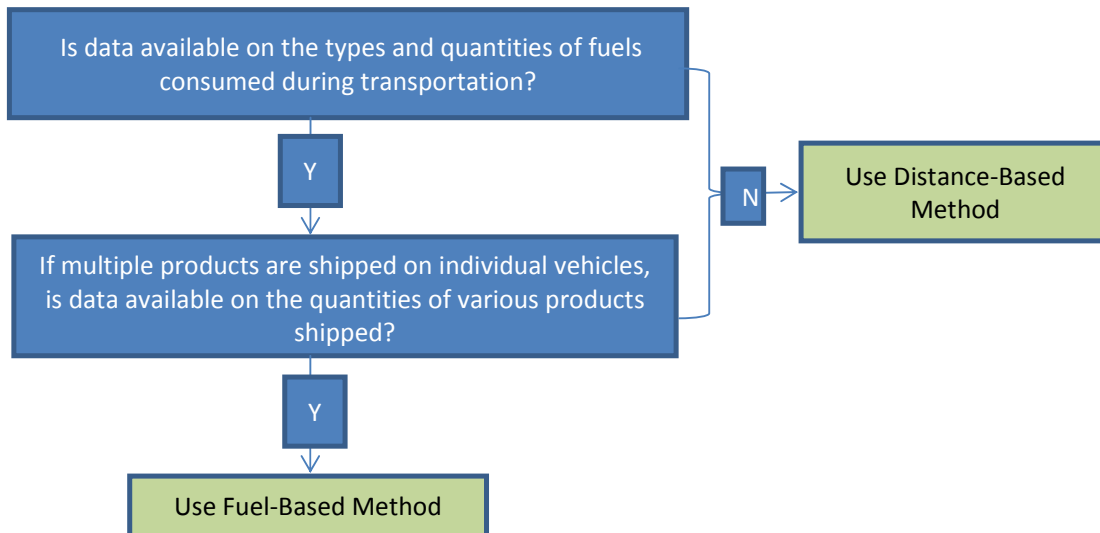 Is data available on the types and quantities of fuels
consumed during transportation?
Y
N
Use Distance-Based
Method
If multiple products are shipped on individual vehicles,
is data available on the quantities of various products
shipped?
Y
Use Fuel-Based Method